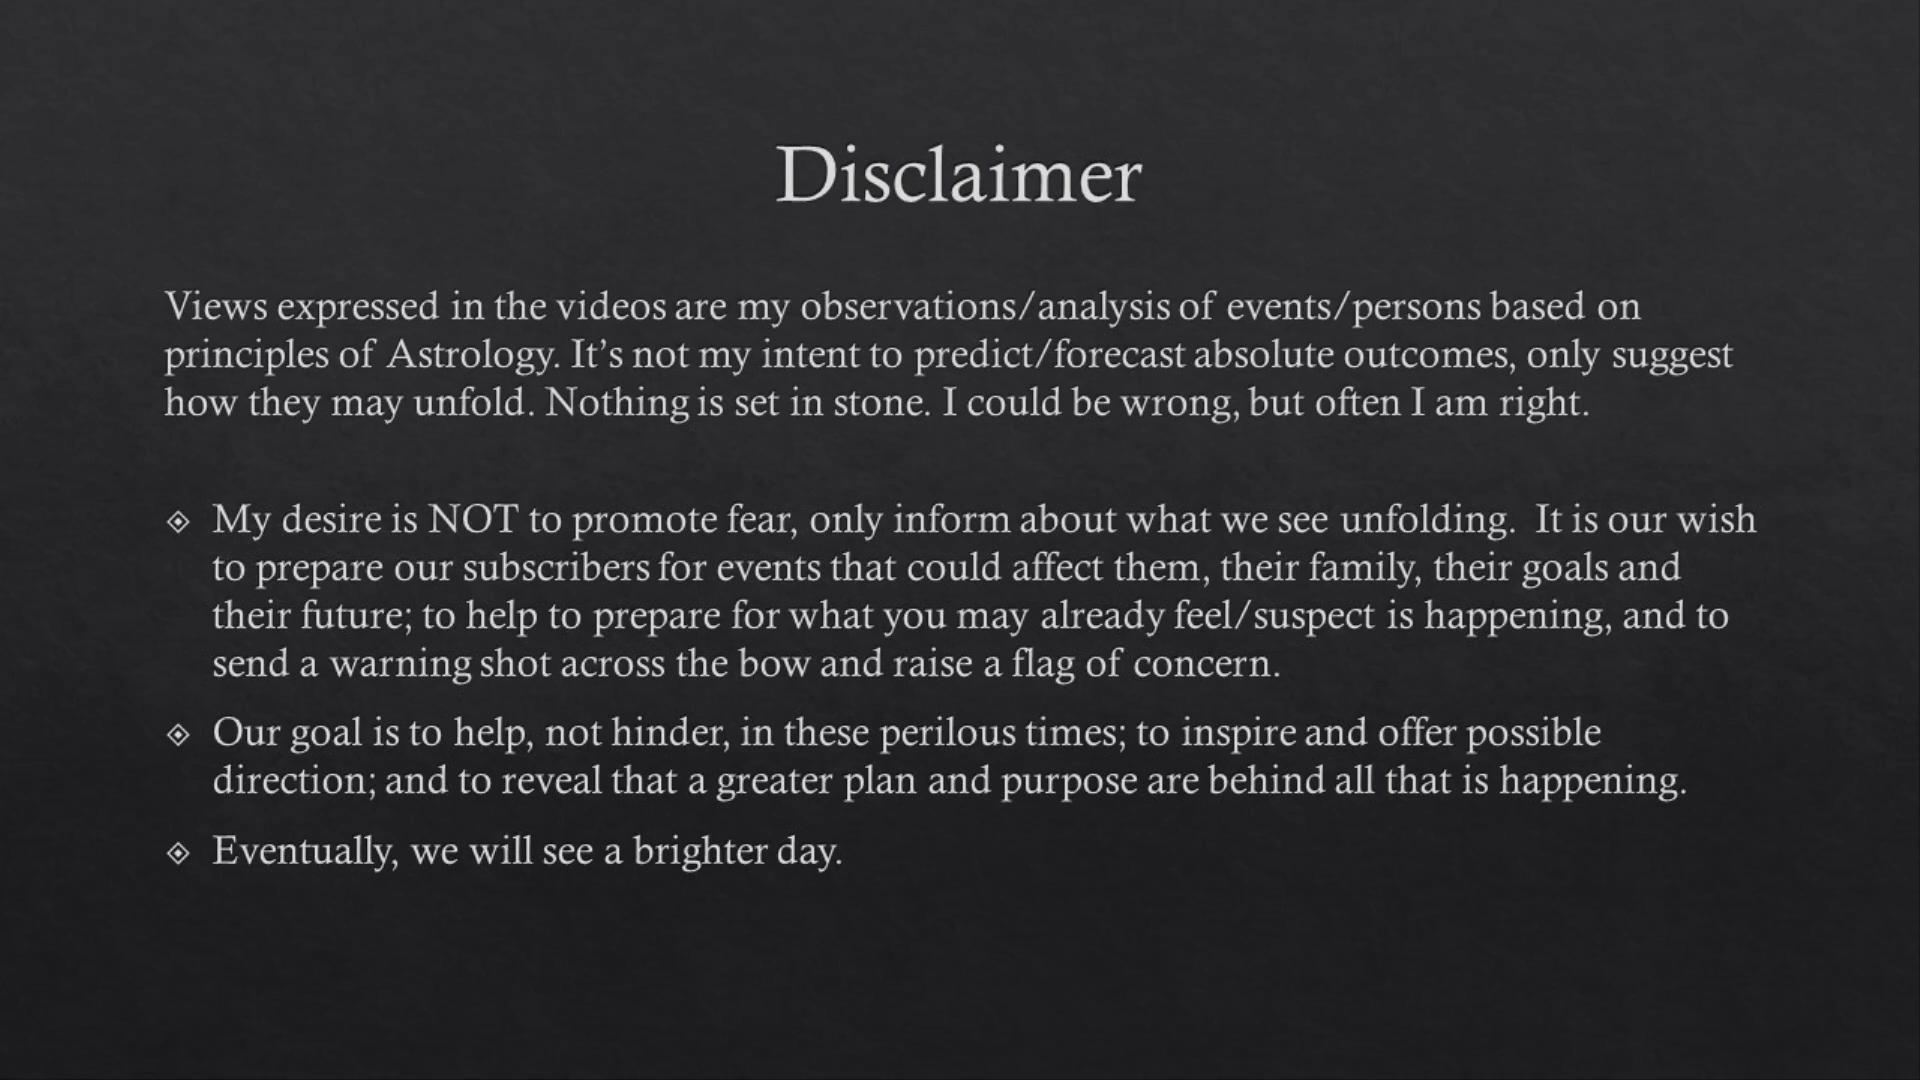 Disclaimer
Views expressed in the videos are my observations/analysis of events/persons based on
principles of Astrology. It’s not my intent to predict/forecast absolute outcomes, only suggest
how they may unfold. Nothing is set in stone. I could be wrong, but often I am right.
My desire is NOT to promote fear, only inform about what we see unfolding.  It is our wish
to prepare our subscribers for events that could affect them, their family, their goals and
their future; to help to prepare for what you may already feel/suspect is happening, and to
send a warning shot across the bow and raise a flag of concern.
Our goal is to help, not hinder, in these perilous times; to inspire and offer possible
direction; and to reveal that a greater plan and purpose are behind all that is happening.
Eventually, we will see a brighter day.